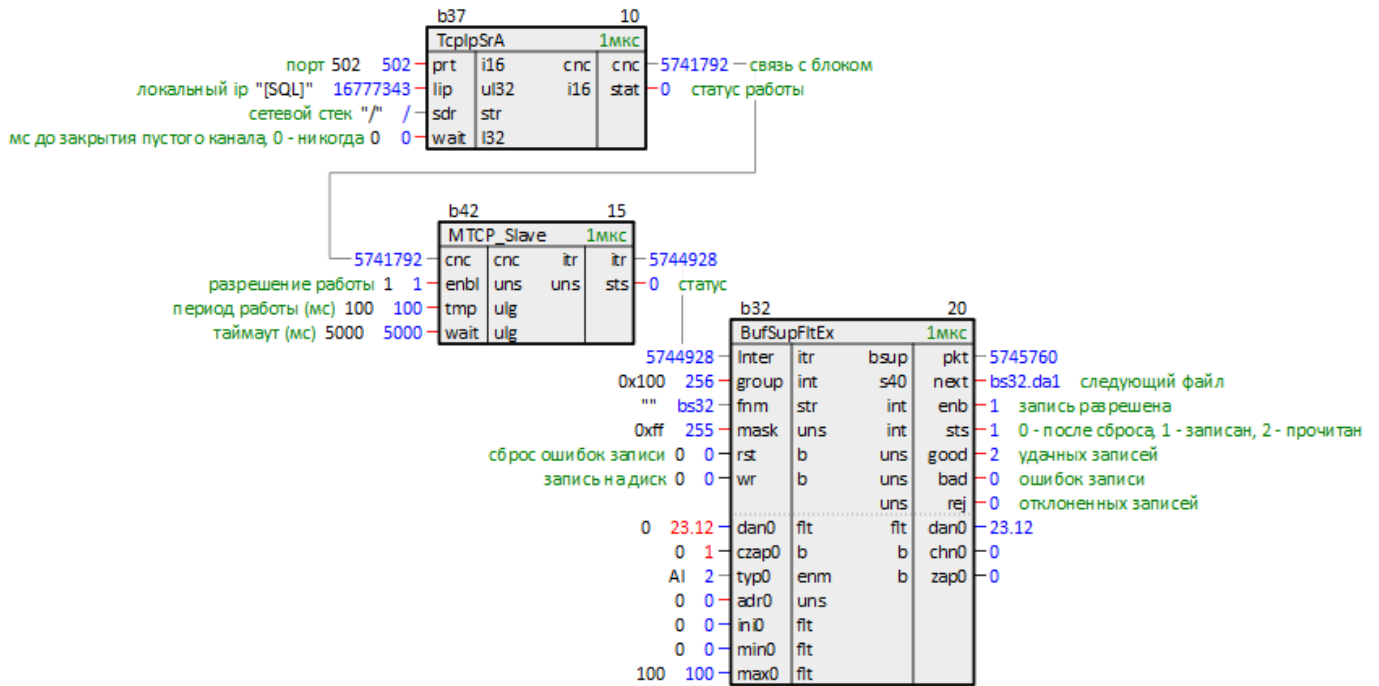 b37 10
TcpIpSrA 1мкс
порт 502 502 prt i16 cnc cnc 5741792 связь с блоком
локальный ip "[SQL]" 16777343 lip ul32 i16 stat 0 статус работы
сетевой стек "/" / sdr str
мс до закрытия пустого канала, 0 - никогда 0 0 wait l32
b42 15
MTCP_Slave 1мкс
5741792 cnc cnc itr itr 5744928
разрешение работы 1 1 enbl uns uns sts 0 статус
период работы (мс) 100 100 tmp ulg
таймаут (мс) 5000 5000 wait ulg
b32 20
BufSupFltEx 1мкс
5744928 Inter itr bsup pkt 5745760
0x100 256 group int s40 next bs32.da1 следующий файл
"" bs32 fnm str int enb 1 запись разрешена
0xff 255 mask uns int sts 1 0 - после сброса, 1 - записан, 2 - прочитан
сброс ошибок записи 0 0 rst b uns good 2 удачных записей
запись на диск 0 0 wr b uns bad 0 ошибок записи
uns rej 0 отклоненных записей
0 23.12 dan0 flt flt dan0 23.12
0 1 czap0 b b chn0 0
AI 2 typ0 enm b zap0 0
0 0 adr0 uns
0 0 ini0 flt
0 0 min0 flt
100 100 max0 flt